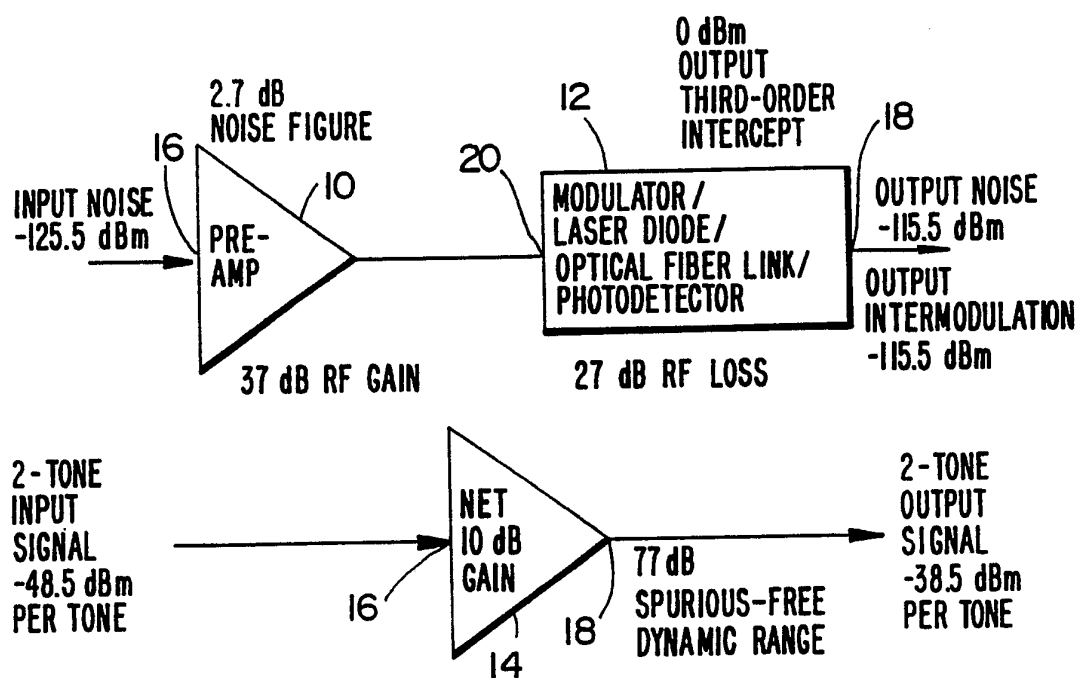 0 dBm
OUTPUT
THIRD-ORDER
INTERCEPT
2.7 dB
NOISE FIGURE
16
10
12
18
20
INPUT NOISE
-125.5 dBm
PRE-
AMP
MODULATOR /
LASER DIODE/
OPTICAL FIBER LINK/
PHOTODETECTOR
OUTPUT NOISE
-115.5 dBm
OUTPUT
INTERMODULATION
-115.5 dBm
37 dB RF GAIN
27 dB RF LOSS
2-TONE
INPUT
SIGNAL
-48.5 dBm
PER TONE
NET
10 dB
GAIN
16
14
18
77 dB
SPURIOUS-FREE
DYNAMIC RANGE
2-TONE
OUTPUT
SIGNAL
-38.5 dBm
PER TONE